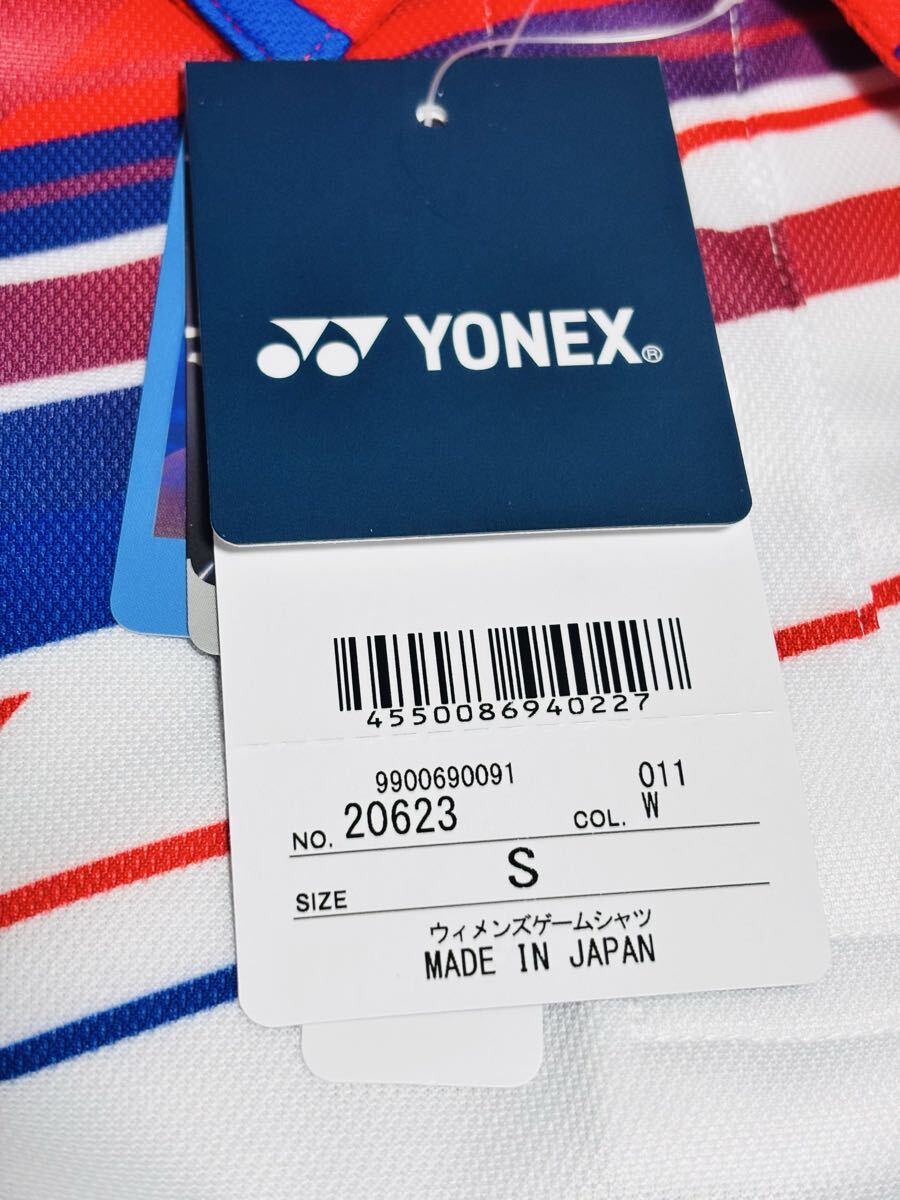 YONEX®
4550086940227
9900690091 011
NO. 20623 COL. W
SIZE S
ウィメンズゲームシャツ
MADE IN JAPAN